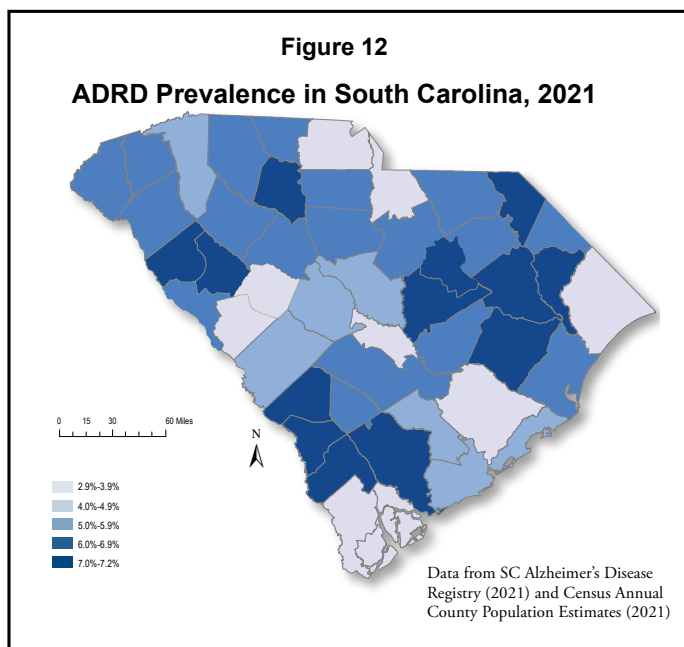 Figure 12
ADRD Prevalence in South Carolina, 2021
0 15 30 60 Miles
N
2.9%-3.9%
4.0%-4.9%
5.0%-5.9%
6.0%-6.9%
7.0%-7.2%
Data from SC Alzheimer's Disease
Registry (2021) and Census Annual
County Population Estimates (2021)